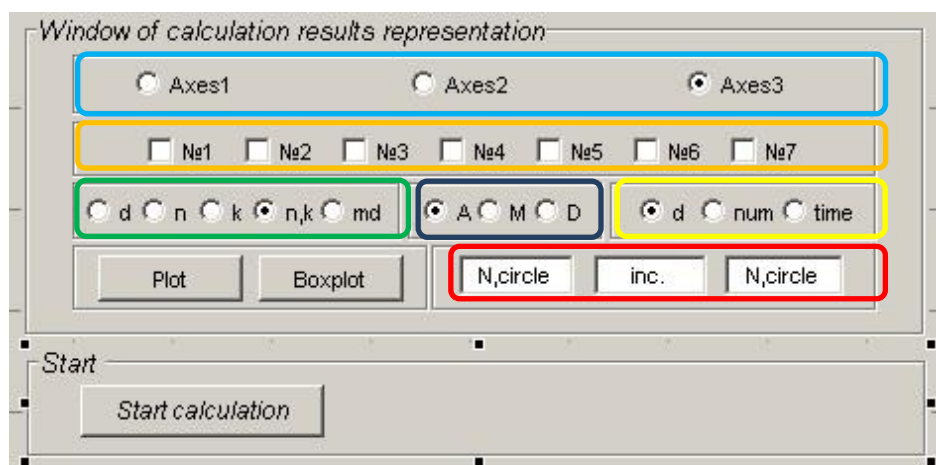 Window of calculation results representation
Axes1 Axes2 Axes3
№1 №2 №3 №4 №5 №6 №7
d n k n,k md A M D d num time
Plot Boxplot N,circle inc. N,circle
Start
Start calculation